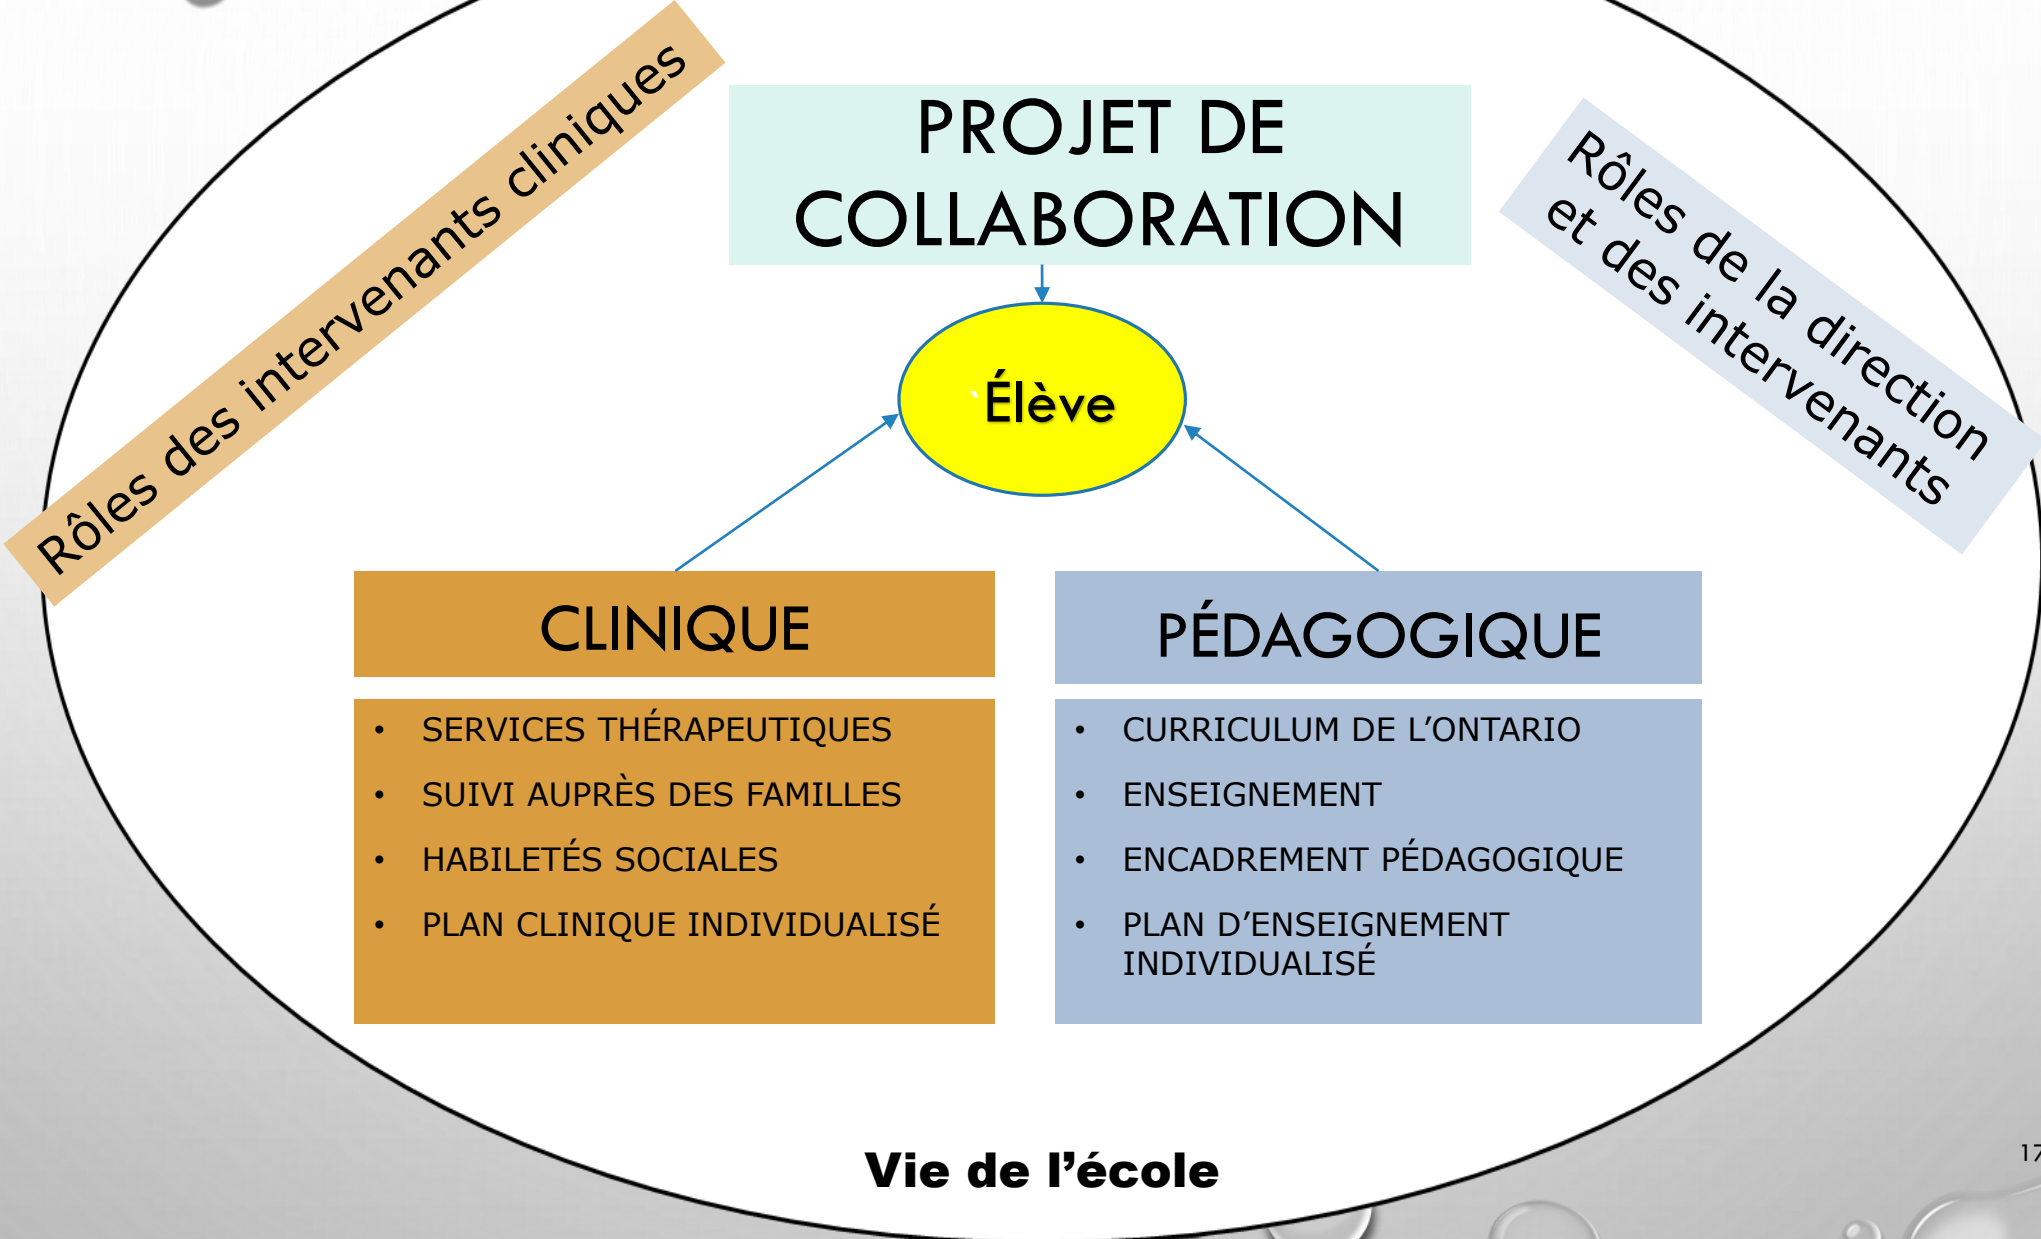 Rôles des intervenants cliniques
PROJET DE
COLLABORATION
Rôles de la direction
et des intervenants
`Élève
CLINIQUE
• SERVICES THÉRAPEUTIQUES
• SUIVI AUPRÈS DES FAMILLES
• HABILETÉS SOCIALES
• PLAN CLINIQUE INDIVIDUALISÉ
PÉDAGOGIQUE
• CURRICULUM DE L’ONTARIO
• ENSEIGNEMENT
• ENCADREMENT PÉDAGOGIQUE
• PLAN D’ENSEIGNEMENT
INDIVIDUALISÉ
Vie de l’école
17